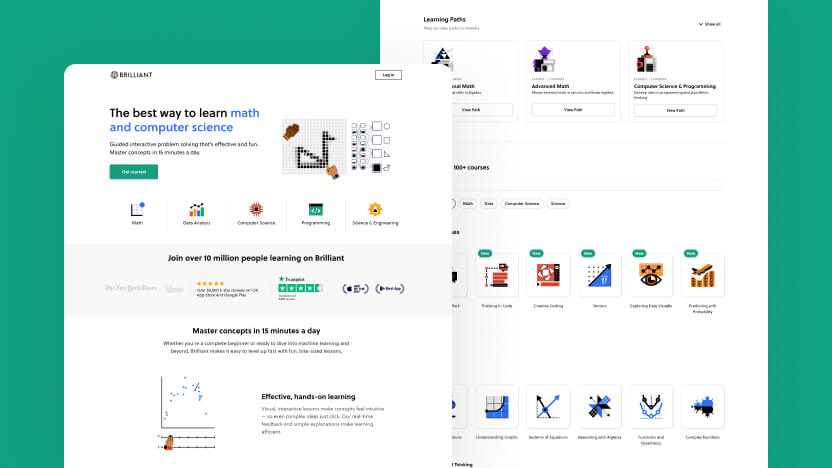 BRILLIANT
Log in
The best way to learn math
and computer science
Guided interactive problem solving that's effective and fun.
Master concepts in 15 minutes a day.
Get started
Math
Data Analysis
Computer Science
Programming
Science & Engineering
Join over 10 million people learning on Brilliant
The New York Times
Atlantic
Over 50,000 5-star reviews on iOS
App Store and Google Play
Trustpilot
Best App
Master concepts in 15 minutes a day
Whether you're a complete beginner or ready to dive into machine learning and
beyond, Brilliant makes it easy to level up fast with fun, bite-sized lessons.
Effective, hands-on learning
Visual, interactive lessons make concepts feel intuitive
— so even complex ideas just click. Our real-time
feedback and simple explanations make learning
efficient.
Learning Paths
Step-by-step paths to mastery
Show all
onal Math
al skills in algebra
View Path
Advanced Math
Master essential skills in calculus and linear algebra
View Path
Computer Science & Programming
Develop skills in programming and algorithmic
thinking
View Path
100+ courses
Math
Data
Computer Science
Science
New
New
New
New
New
Thinking in Code
Creative Coding
Vectors
Exploring Data Visually
Predicting with
Probability
Understanding Graphs
Systems of Equations
Reasoning with Algebra
Functions and
Quadratics
Complex Numbers
Thinking